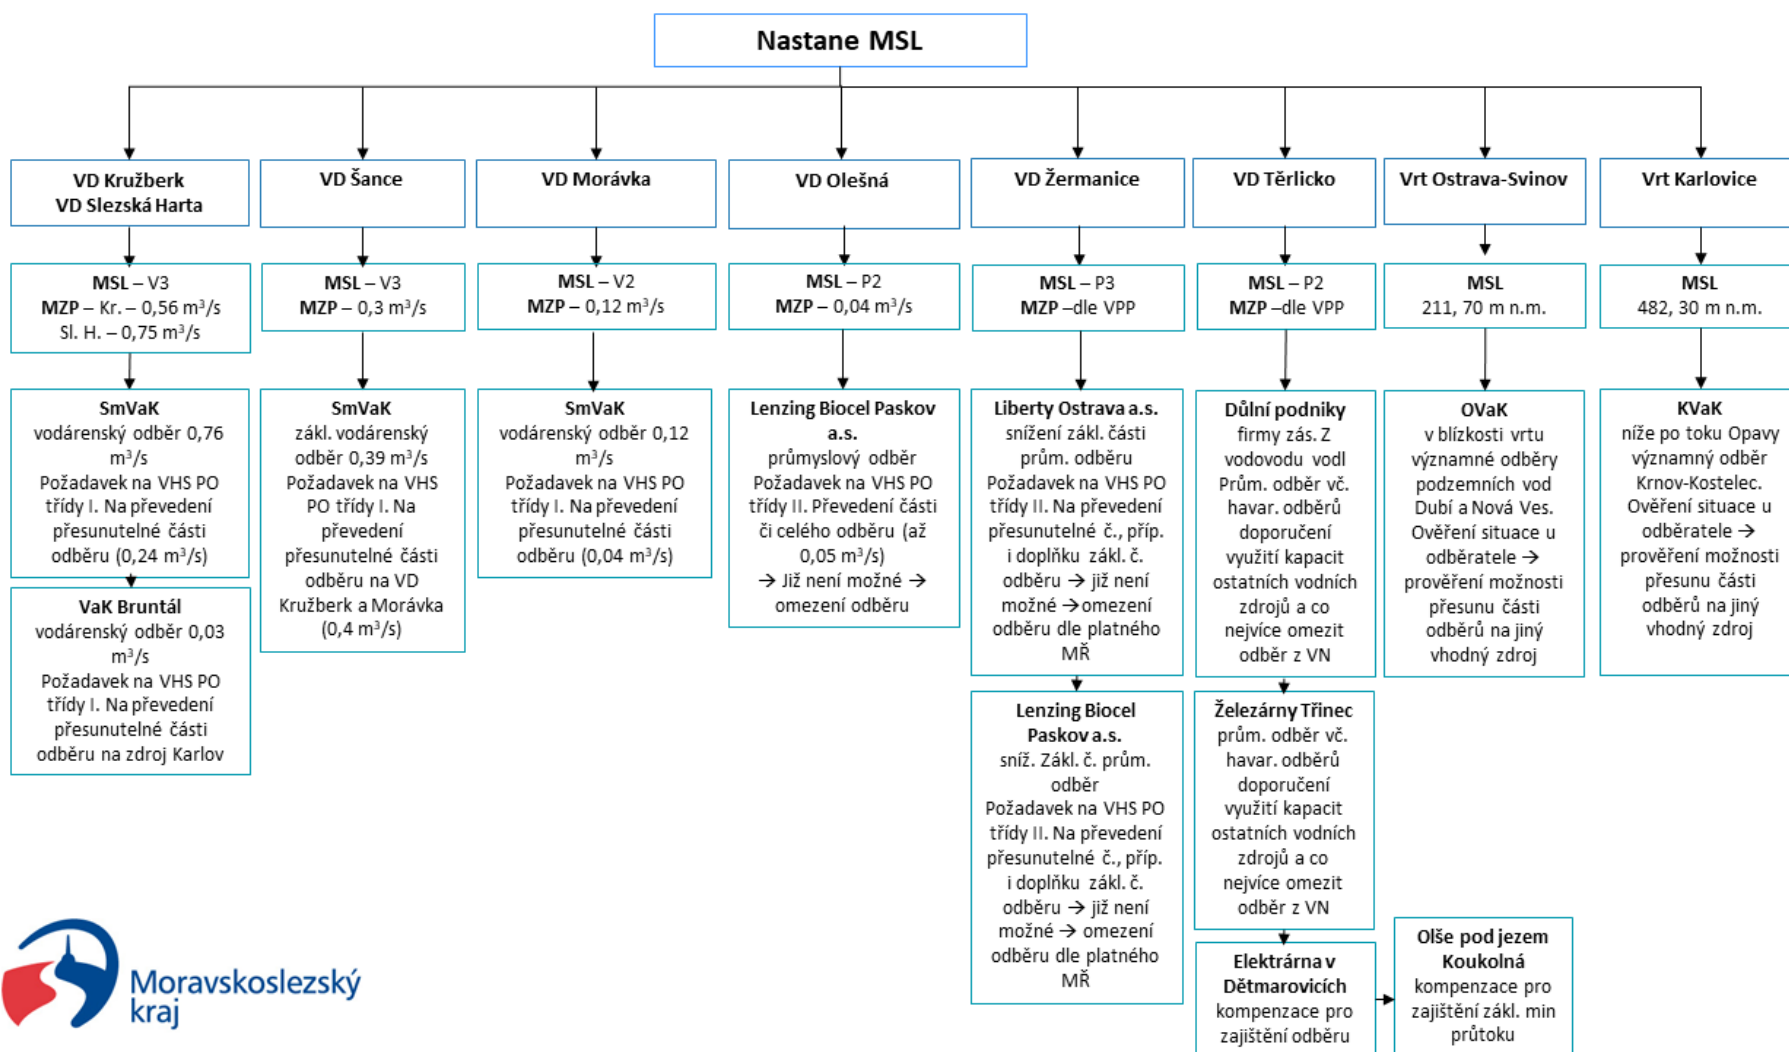 Nastane MSL
VD Kružberk
VD Slezská Harta
MSL – V3
MZP – Kr. – 0,56 m³/s
Sl. H. – 0,75 m³/s
SmVaK
vodárenský odběr 0,76
m³/s
Požadavek na VHS PO
třídy I. Na převedení
přesunutelné části
odběru (0,24 m³/s)
VaK Bruntál
vodárenský odběr 0,03
m³/s
Požadavek na VHS PO
třídy I. Na převedení
přesunutelné části
odběru na zdroj Karlov
VD Šance
MSL – V3
MZP – 0,3 m³/s
SmVaK
zákl. vodárenský
odběr 0,39 m³/s
Požadavek na VHS
PO třídy I. Na
převedení
přesunutelné části
odběru na VD
Kružberk a Morávka
(0,4 m³/s)
VD Morávka
MSL – V2
MZP – 0,12 m³/s
SmVaK
vodárenský odběr 0,12
m³/s
Požadavek na VHS PO
třídy I. Na převedení
přesunutelné části
odběru (0,04 m³/s)
VD Olešná
MSL – P2
MZP – 0,04 m³/s
Lenzing Biocel Paskov
a.s.
průmyslový odběr
Požadavek na VHS PO
třídy II. Převedení části
či celého odběru (až
0,05 m³/s)
→ Již není možné →
omezení odběru
VD Žermanice
MSL – P3
MZP –dle VPP
Liberty Ostrava a.s.
snížení zákl. části
prům. odběru
Požadavek na VHS PO
třídy II. Na převedení
přesunutelné č., příp.
i doplňku zákl. č.
odběru → již není
možné →omezení
odběru dle platného
MŘ
Lenzing Biocel
Paskov a.s.
sníž. Zákl. č. prům.
odběr
Požadavek na VHS PO
třídy II. Na převedení
přesunutelné č., příp.
i doplňku zákl. č.
odběru → již není
možné → omezení
odběru dle platného
MŘ
VD Těrlicko
MSL – P2
MZP –dle VPP
Důlní podniky
firmy zás. Z
vodovodu vodl
Prům. odběr vč.
havar. odběrů
doporučení
využití kapacit
ostatních vodních
zdrojů a co
nejvíce omezit
odběr z VN
Železárny Třinec
prům. odběr vč.
havar. odběrů
doporučení
využití kapacit
ostatních vodních
zdrojů a co
nejvíce omezit
odběr z VN
Elektrárna v
Dětmarovicích
kompenzace pro
zajištění odběru
Olše pod jezem
Koukolná
kompenzace pro
zajištění zákl. min
průtoku
Vrt Ostrava-Svinov
MSL
211, 70 m n.m.
OVaK
v blízkosti vrtu
významné odběry
podzemních vod
Dubí a Nová Ves.
Ověření situace u
odběratele →
prověření možnosti
přesunu části
odběrů na jiný
vhodný zdroj
Vrt Karlovice
MSL
482, 30 m n.m.
KVaK
níže po toku Opavy
významný odběr
Krnov-Kostelec.
Ověření situace u
odběratele →
prověření možnosti
přesunu části
odběrů na jiný
vhodný zdroj
Moravskoslezský
kraj